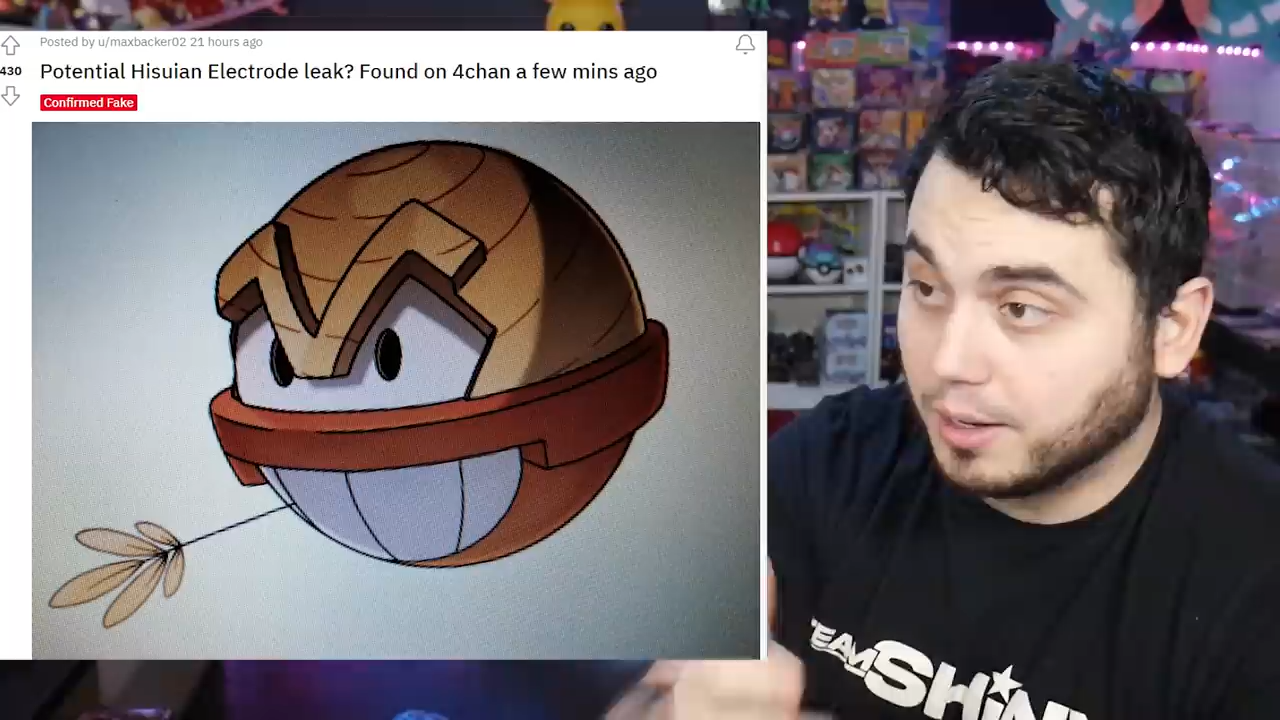 Posted by u/maxbacker02 21 hours ago
430
Potential Hisuian Electrode leak? Found on 4chan a few mins ago
Confirmed Fake
TEAM
SHINY